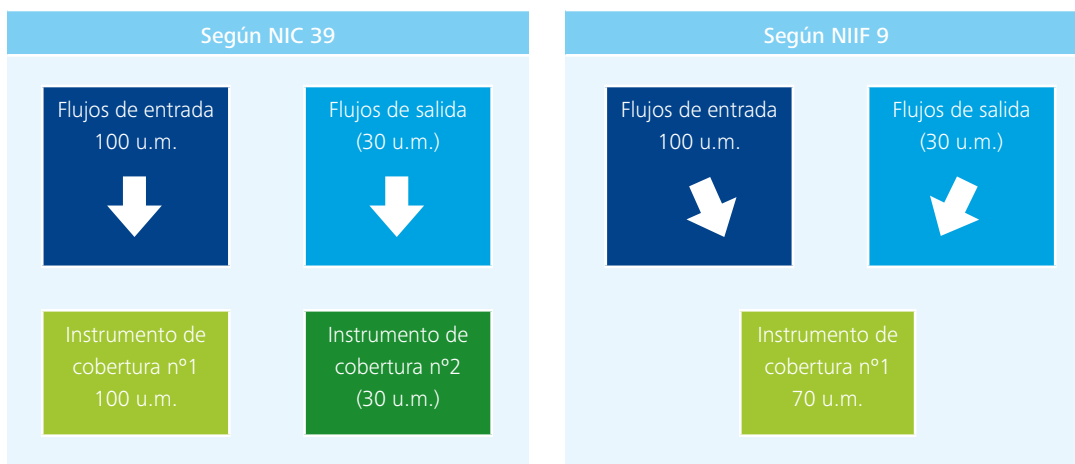 Según NIC 39
Flujos de entrada
100 u.m.
Flujos de salida
(30 u.m.)
Instrumento de
cobertura nº1
100 u.m.
Instrumento de
cobertura nº2
(30 u.m.)
Según NIIF 9
Flujos de entrada
100 u.m.
Flujos de salida
(30 u.m.)
Instrumento de
cobertura nº1
70 u.m.